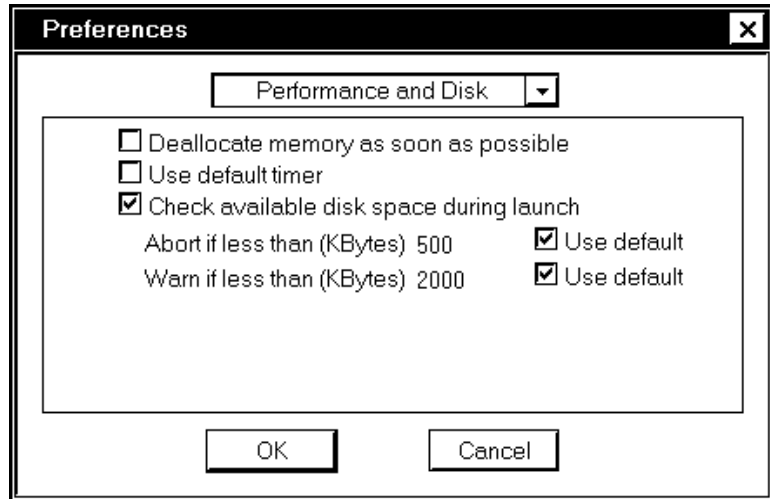 Preferences
Performance and Disk
Deallocate memory as soon as possible
Use default timer
Check available disk space during launch
Abort if less than (KBytes) 500 Use default
Warn if less than (KBytes) 2000 Use default
OK Cancel